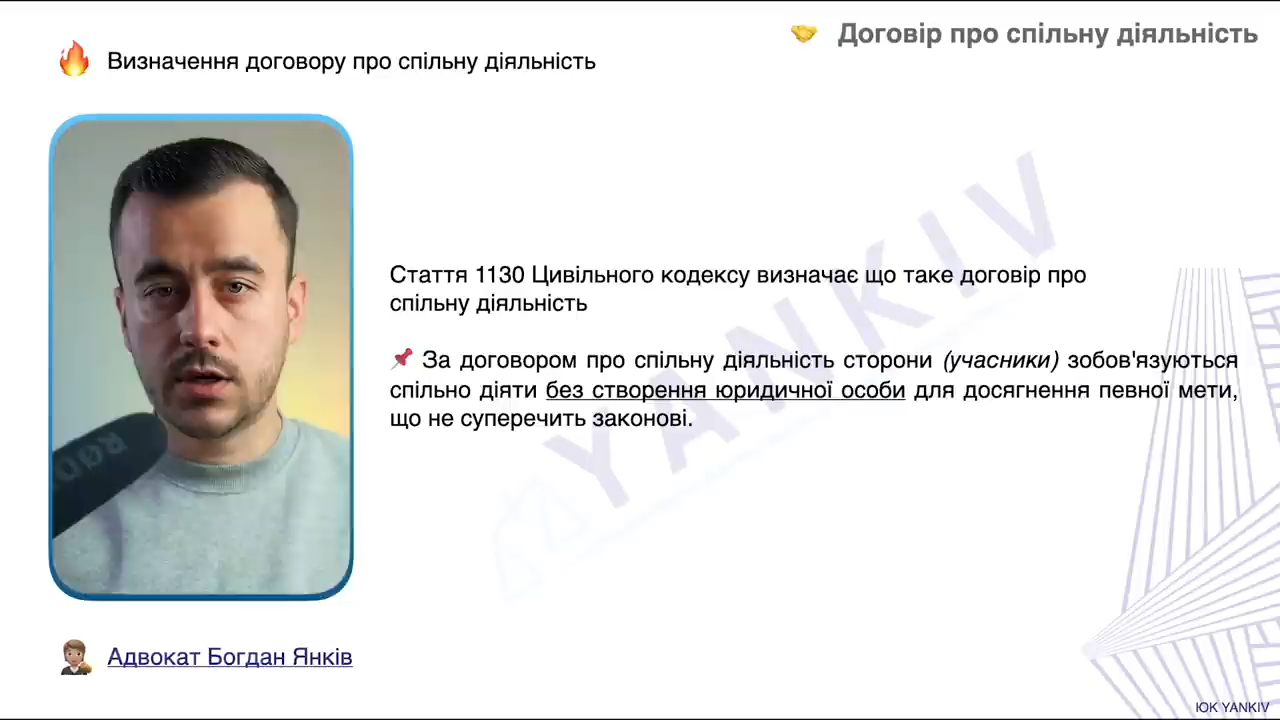 🤝 Договір про спільну діяльність
🔥 Визначення договору про спільну діяльність
Стаття 1130 Цивільного кодексу визначає що таке договір про
спільну діяльність
📌 За договором про спільну діяльність сторони (учасники) зобов'язуються
спільно діяти без створення юридичної особи для досягнення певної мети,
що не суперечить законові.
YANKIV
RØD
Адвокат Богдан Янків
ЮК YANKIV